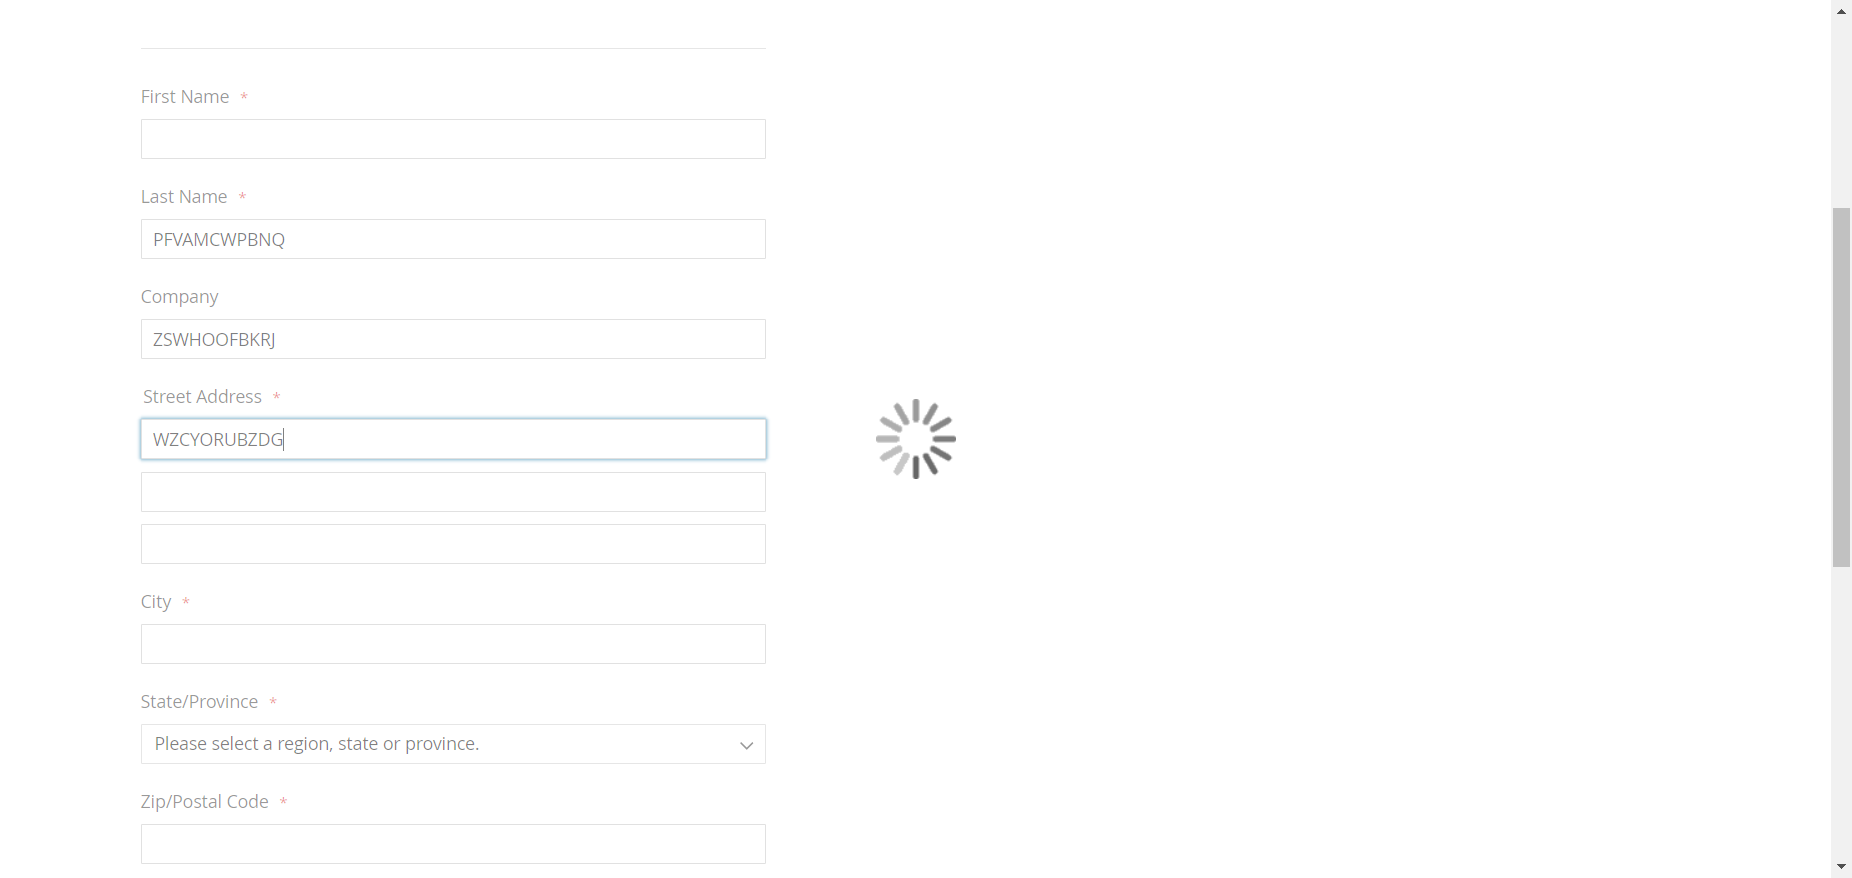 First Name *
Last Name *
PFVAMCWPBNQ
Company
ZSWHOOFBKRJ
Street Address *
WZCYORUBZDG
City *
State/Province *
Please select a region, state or province.
Zip/Postal Code *